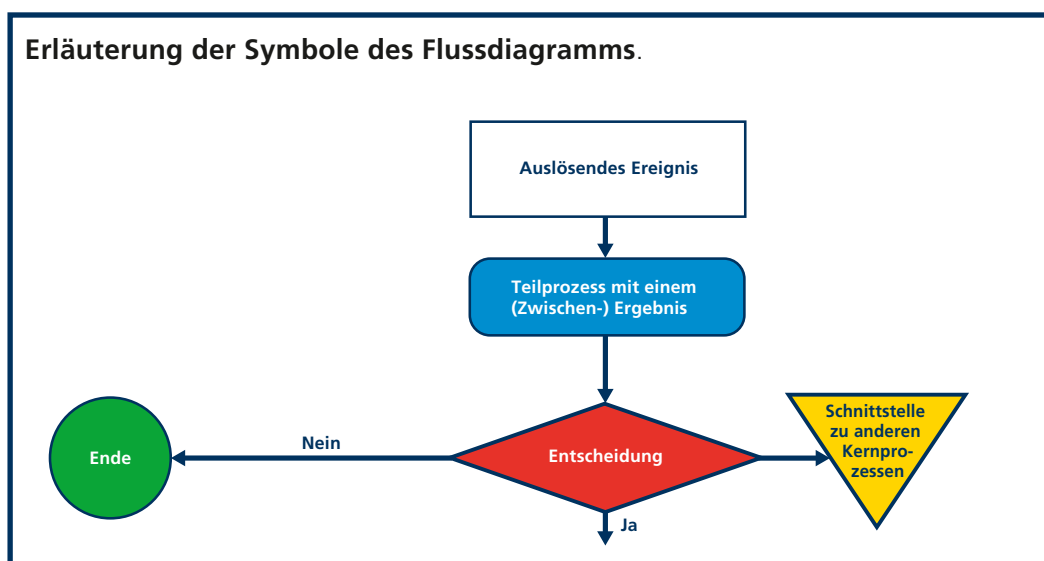 Erläuterung der Symbole des Flussdiagramms.
Auslösendes Ereignis
Teilprozess mit einem
(Zwischen-) Ergebnis
Ende
Nein
Entscheidung
Schnittstelle
zu anderen
Kernpro-
zessen
Ja